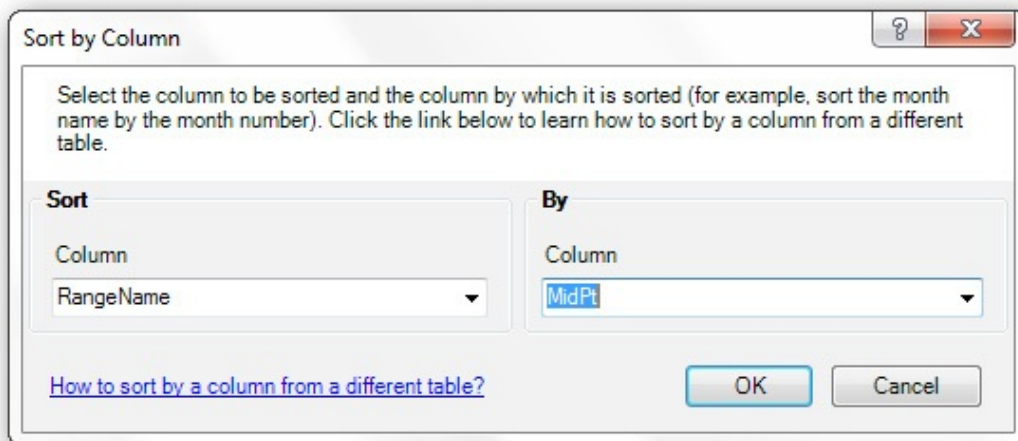 Sort by Column
Select the column to be sorted and the column by which it is sorted (for example, sort the month
name by the month number). Click the link below to learn how to sort by a column from a different
table.
Sort
By
Column
Column
RangeName
MidPt
How to sort by a column from a different table?
OK
Cancel